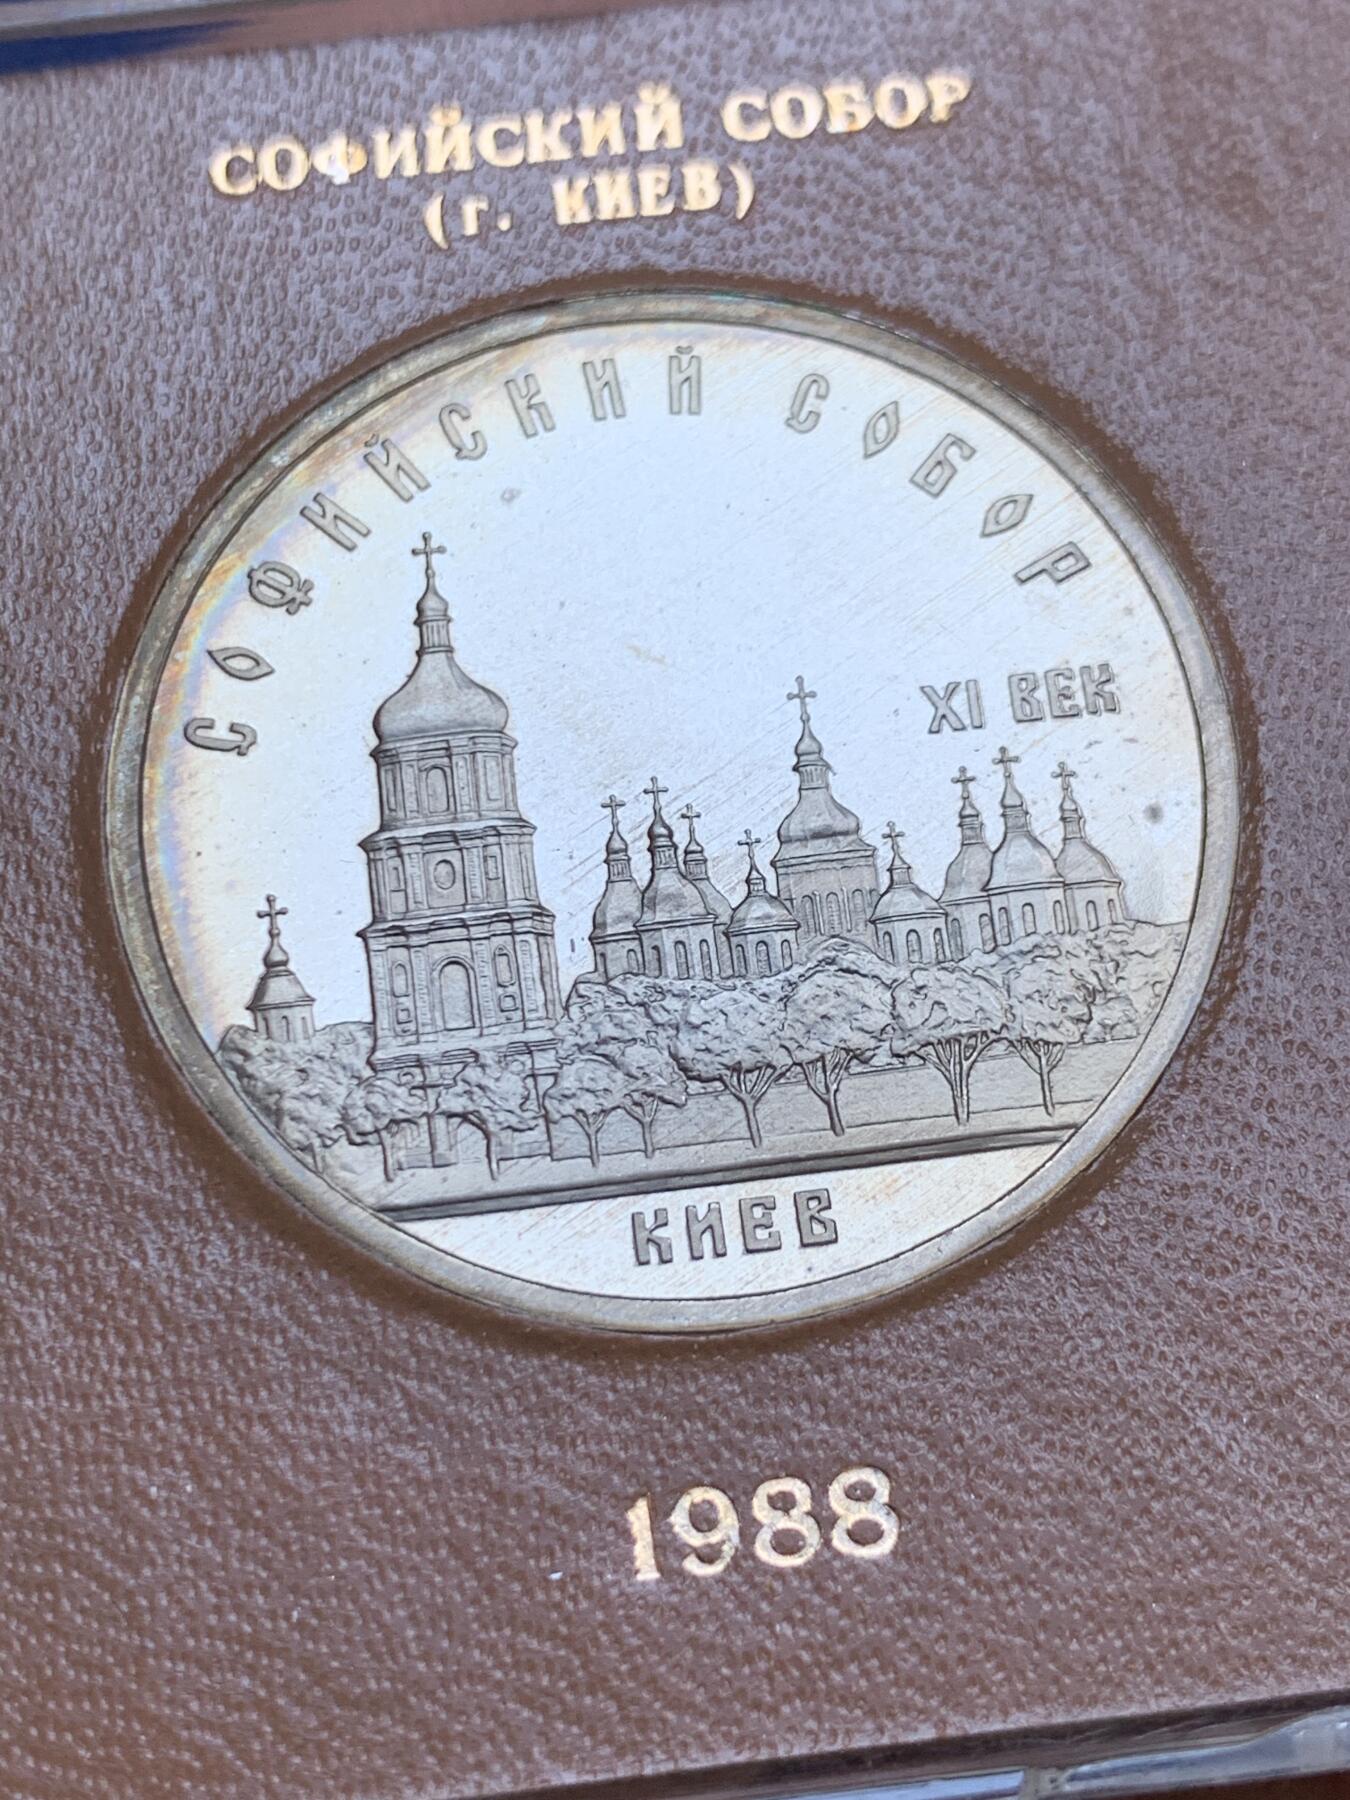 СОФИЙСКИЙ СОБОР
(г. КИЕВ)
СОФИЙСКИЙ СОБОР
XI ВЕК
КИЕВ
1988